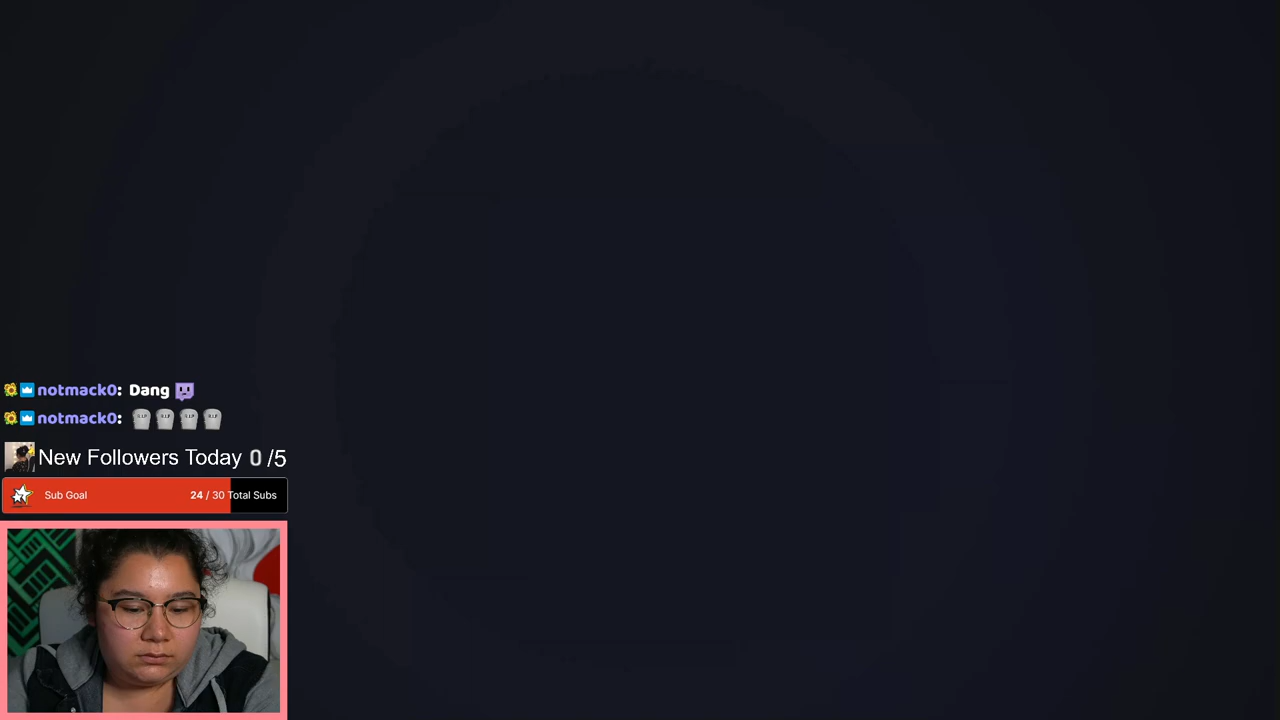 notmack0: Dang
notmack0:
New Followers Today 0 /5
Sub Goal 24 / 30 Total Subs